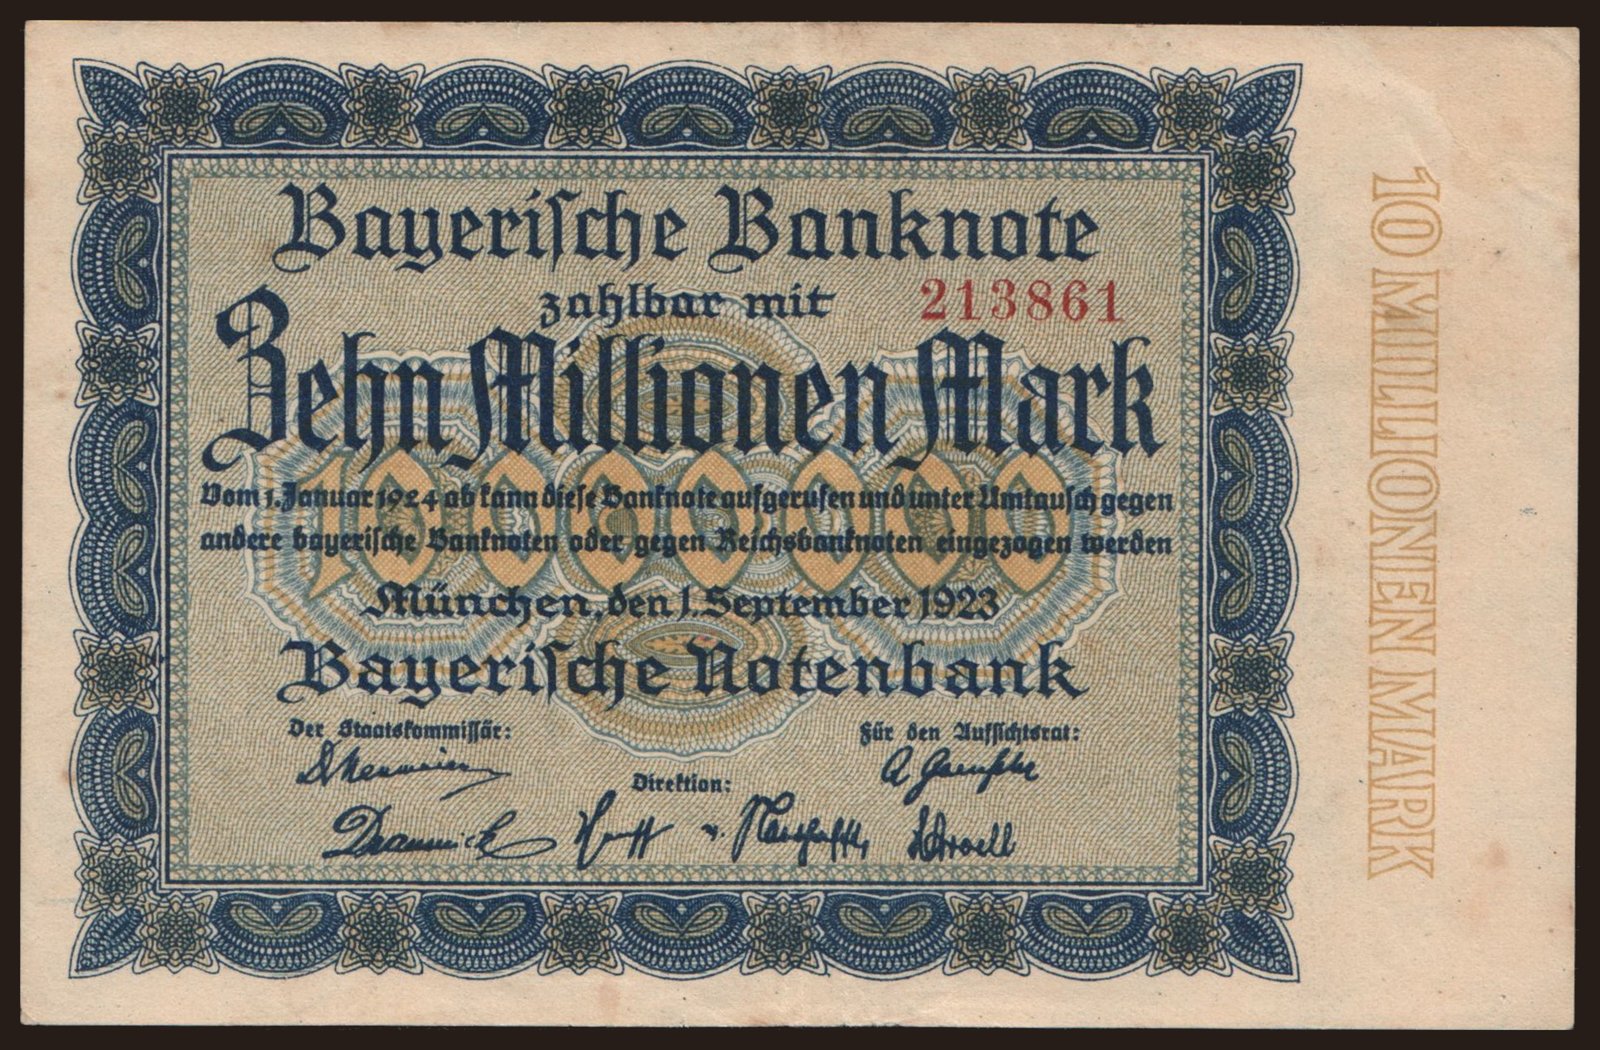 Bayeriſche Banknote
zahlbar mit
213861
Zehn Millionen Mark
10000000
Vom 1. Januar 1924 ab kann dieſe Banknote aufgerufen und unter Umtauſch gegen
andere bayeriſche Banknoten oder gegen Reichsbanknoten eingezogen werden
München, den 1. September 1923
Bayeriſche Notenbank
Der Staatskommiſſär:
Für den Aufſichtsrat:
Direktion:
10 MILLIONEN MARK